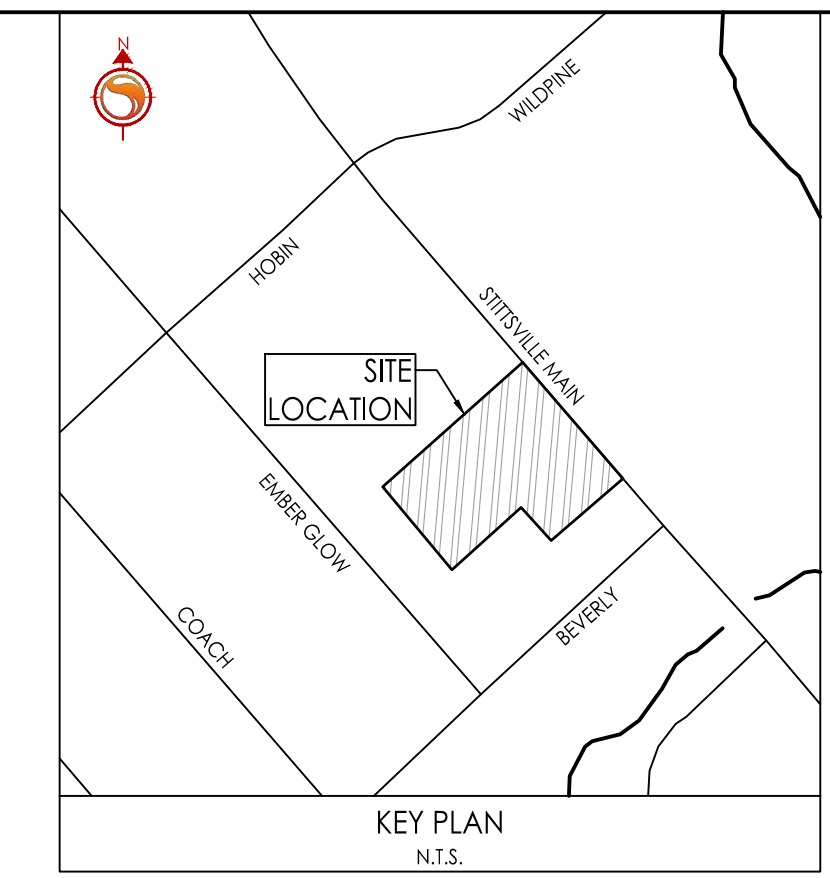 N
WILDPINE
HOBIN
STITTSVILLE MAIN
SITE
LOCATION
EMBER GLOW
COACH
BEVERLY
KEY PLAN
N.T.S.